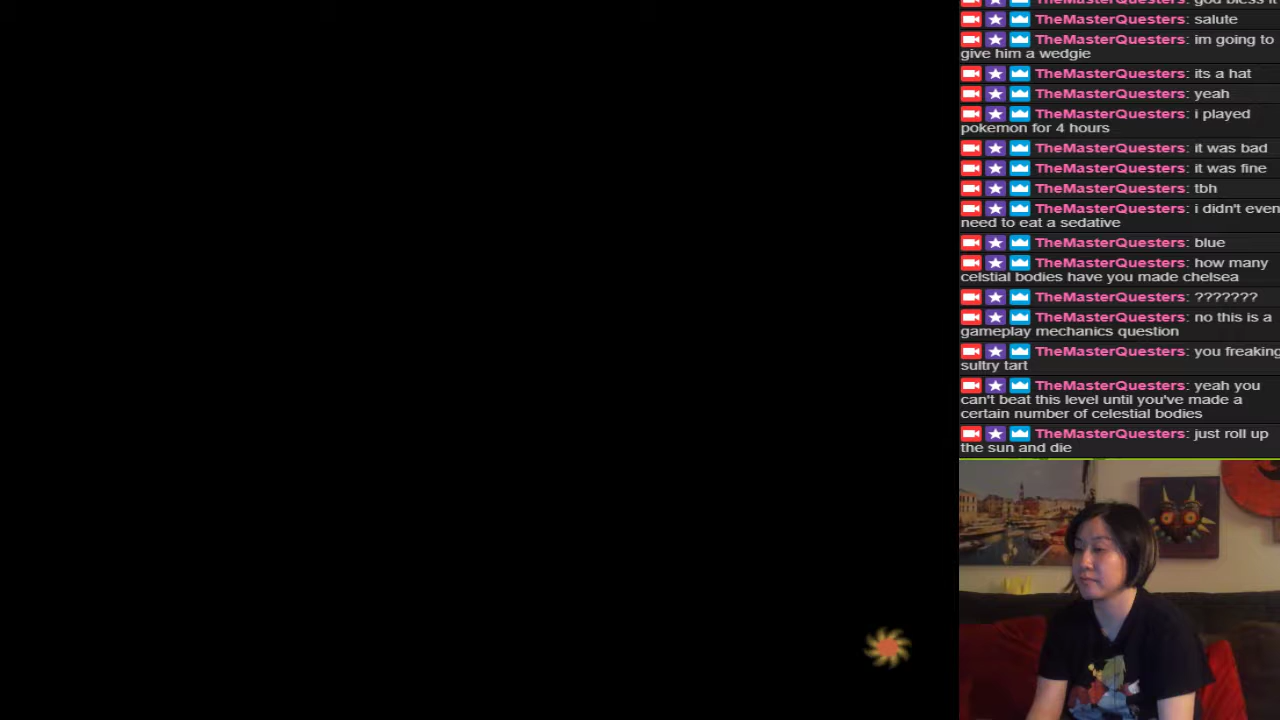 god bless it
TheMasterQuesters: salute
TheMasterQuesters: im going to
give him a wedgie
TheMasterQuesters: its a hat
TheMasterQuesters: yeah
TheMasterQuesters: i played
pokemon for 4 hours
TheMasterQuesters: it was bad
TheMasterQuesters: it was fine
TheMasterQuesters: tbh
TheMasterQuesters: i didn't even
need to eat a sedative
TheMasterQuesters: blue
TheMasterQuesters: how many
celstial bodies have you made chelsea
TheMasterQuesters: ???????
TheMasterQuesters: no this is a
gameplay mechanics question
TheMasterQuesters: you freaking
sultry tart
TheMasterQuesters: yeah you
can't beat this level until you've made a
certain number of celestial bodies
TheMasterQuesters: just roll up
the sun and die